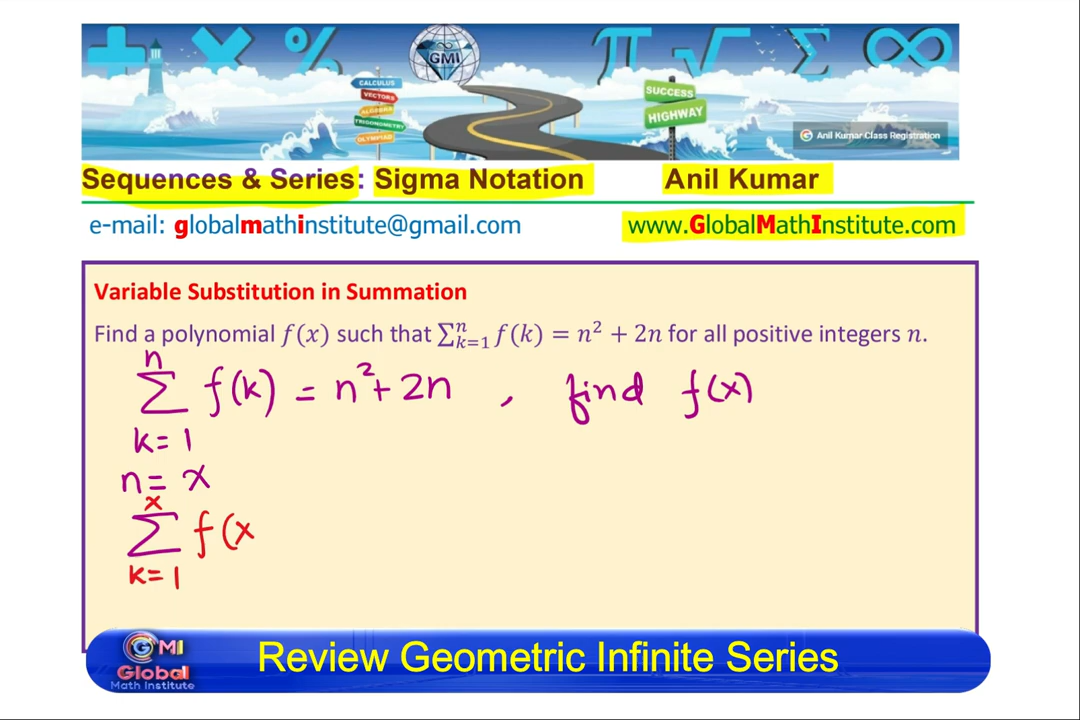 GMI
CALCULUS
VECTORS
ALGEBRA
TRIGONOMETRY
OLYMPIAD
SUCCESS
HIGHWAY
Anil Kumar Class Registration
Sequences & Series: Sigma Notation Anil Kumar
e-mail: globalmathinstitute@gmail.com www.GlobalMathInstitute.com
Variable Substitution in Summation
Find a polynomial f(x) such that ∑ⁿₖ₌₁ f(k) = n² + 2n for all positive integers n.
n
∑ f(k) = n² + 2n , find f(x)
k = 1
n = x
x
∑ f(x
k = 1
GMI
Global
Math Institute
Review Geometric Infinite Series